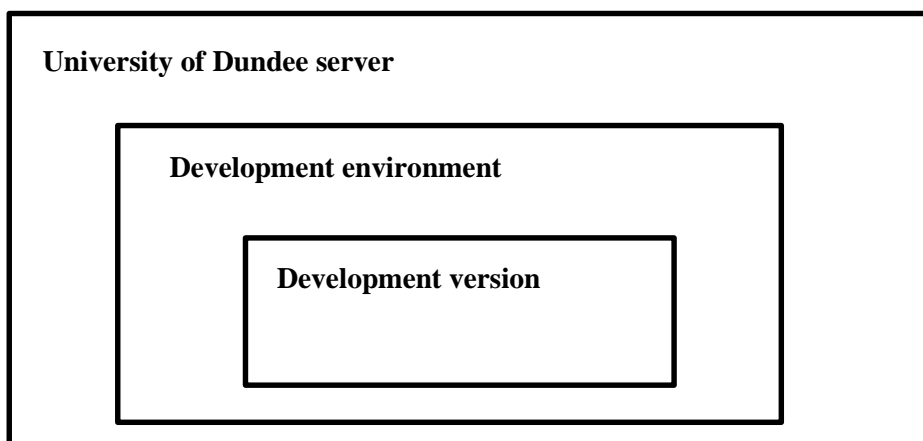 University of Dundee server
Development environment
Development version